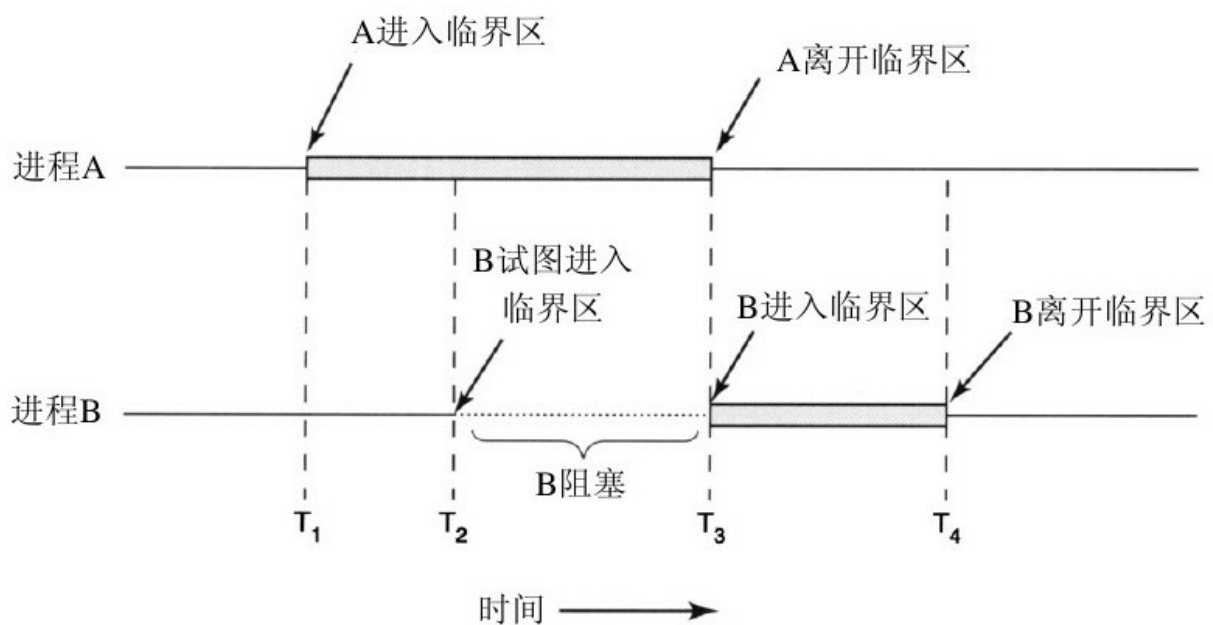 A进入临界区
A离开临界区
进程A
B试图进入
临界区
B进入临界区
B离开临界区
进程B
B阻塞
T₁
T₂
T₃
T₄
时间